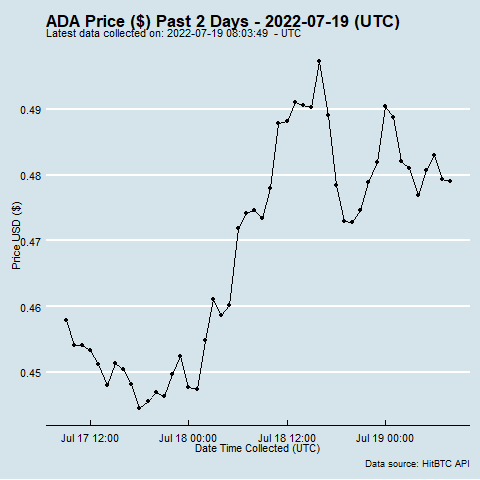 ADA Price ($) Past 2 Days - 2022-07-19 (UTC)
Latest data collected on: 2022-07-19 08:03:49 - UTC
0.49
0.48
0.47
0.46
0.45
Price USD ($)
Jul 17 12:00
Jul 18 00:00
Jul 18 12:00
Jul 19 00:00
Date Time Collected (UTC)
Data source: HitBTC API